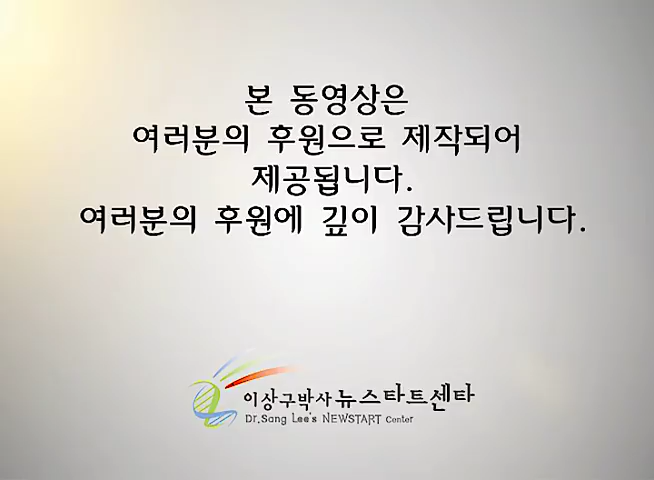 본 동영상은
여러분의 후원으로 제작되어
제공됩니다.
여러분의 후원에 깊이 감사드립니다.
이상구박사 뉴스타트센타
Dr.Sang Lee's NEWSTART Center